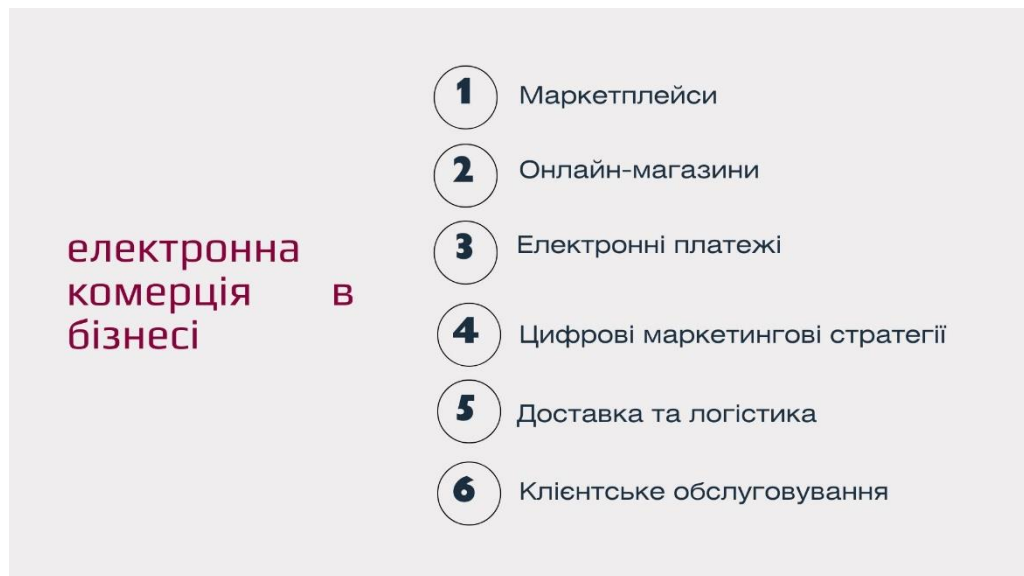 електронна
комерція в
бізнесі
1 Маркетплейси
2 Онлайн-магазини
3 Електронні платежі
4 Цифрові маркетингові стратегії
5 Доставка та логістика
6 Клієнтське обслуговування